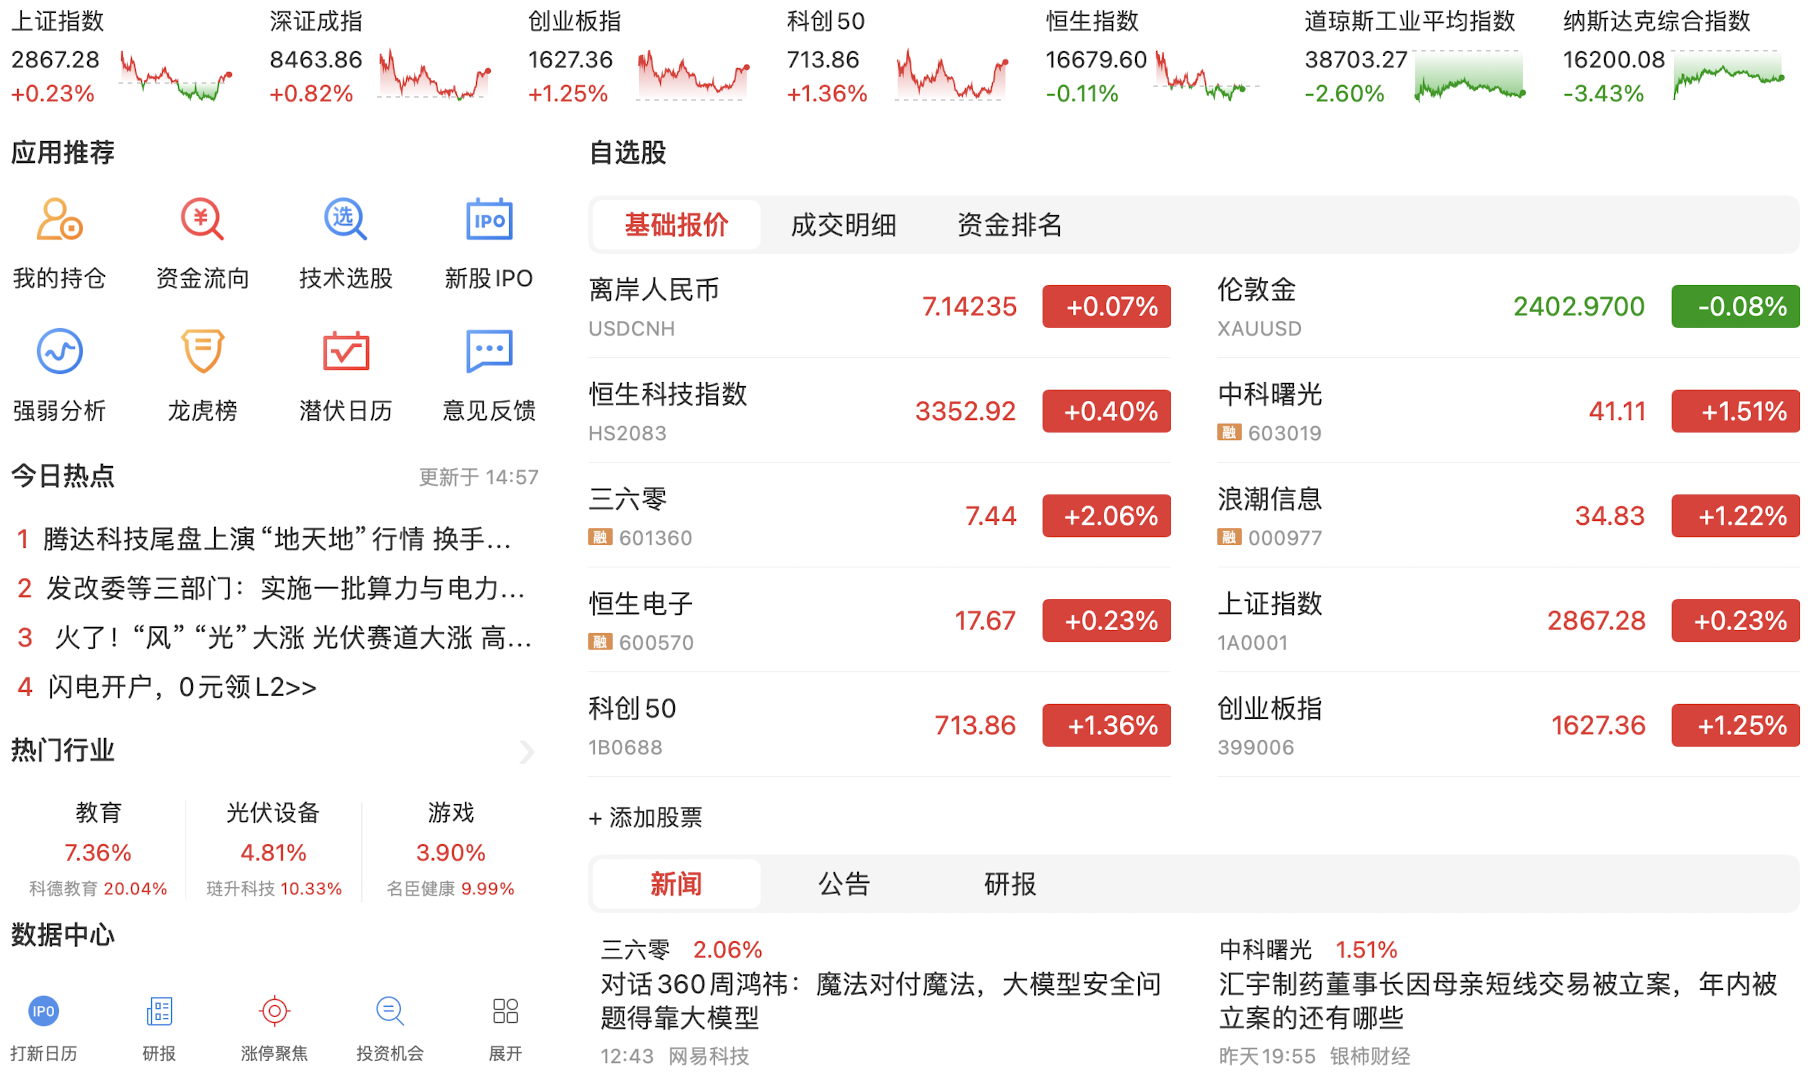 上证指数
2867.28
+0.23%
深证成指
8463.86
+0.82%
创业板指
1627.36
+1.25%
科创50
713.86
+1.36%
恒生指数
16679.60
-0.11%
道琼斯工业平均指数
38703.27
-2.60%
纳斯达克综合指数
16200.08
-3.43%
应用推荐
¥
选
IPO
我的持仓
资金流向
技术选股
新股IPO
强弱分析
龙虎榜
潜伏日历
意见反馈
今日热点
更新于 14:57
1 腾达科技尾盘上演“地天地”行情 换手...
2 发改委等三部门：实施一批算力与电力...
3 火了！“风”“光”大涨 光伏赛道大涨 高...
4 闪电开户，0元领L2>>
热门行业
教育
7.36%
科德教育 20.04%
光伏设备
4.81%
琏升科技 10.33%
游戏
3.90%
名臣健康 9.99%
数据中心
IPO
打新日历
研报
涨停聚焦
投资机会
展开
自选股
基础报价
成交明细
资金排名
离岸人民币
USDCNH
7.14235
+0.07%
伦敦金
XAUUSD
2402.9700
-0.08%
恒生科技指数
HS2083
3352.92
+0.40%
中科曙光
融 603019
41.11
+1.51%
三六零
融 601360
7.44
+2.06%
浪潮信息
融 000977
34.83
+1.22%
恒生电子
融 600570
17.67
+0.23%
上证指数
1A0001
2867.28
+0.23%
科创50
1B0688
713.86
+1.36%
创业板指
399006
1627.36
+1.25%
+ 添加股票
新闻
公告
研报
三六零 2.06%
对话360周鸿祎：魔法对付魔法，大模型安全问
题得靠大模型
12:43 网易科技
中科曙光 1.51%
汇宇制药董事长因母亲短线交易被立案，年内被
立案的还有哪些
昨天19:55 银柿财经